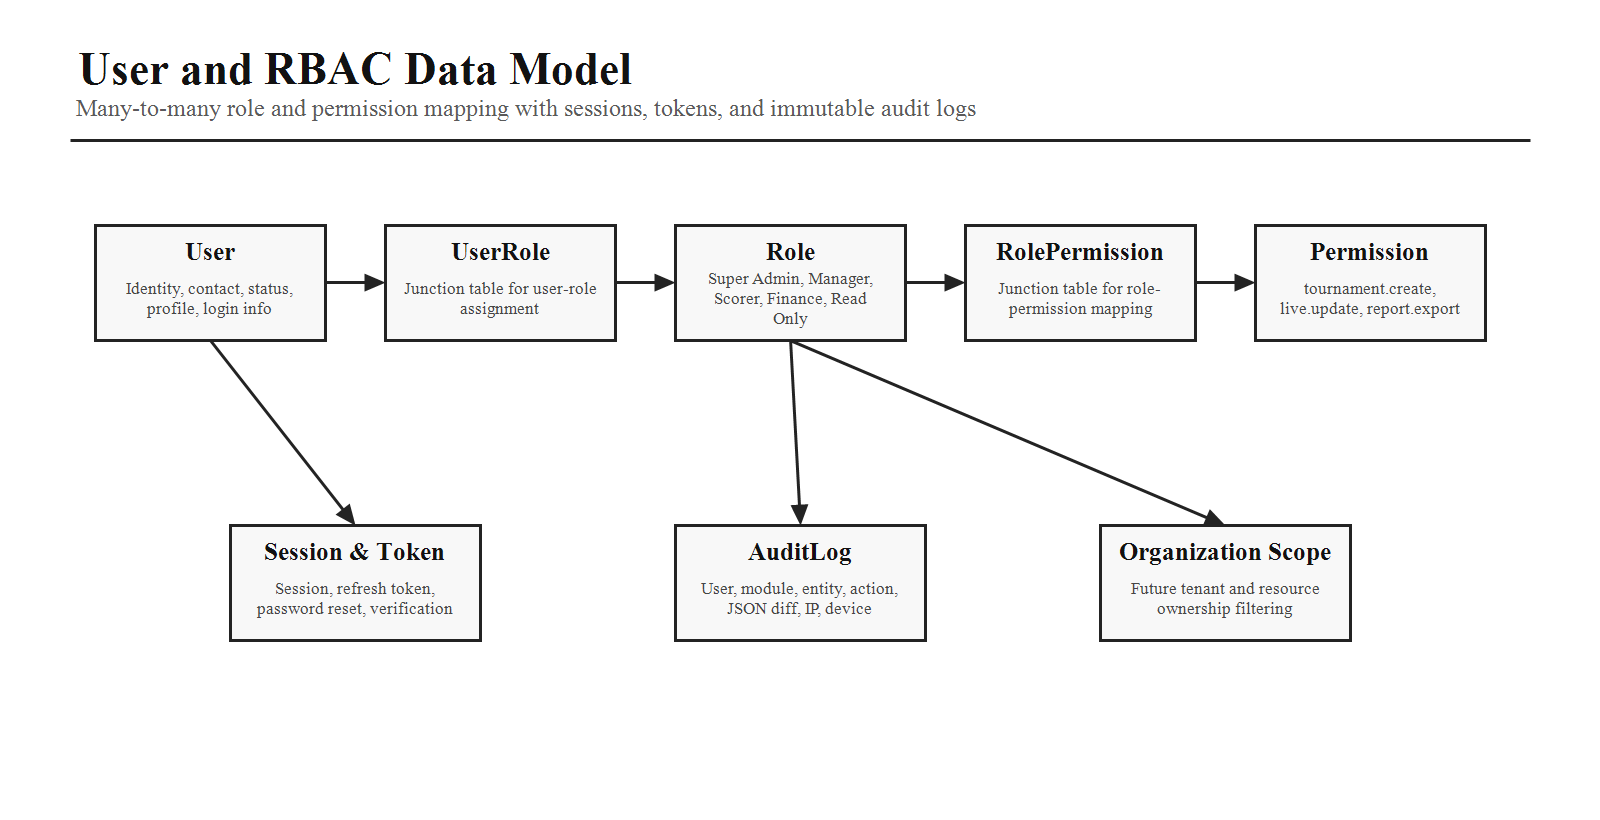 User and RBAC Data Model
Many-to-many role and permission mapping with sessions, tokens, and immutable audit logs
User
Identity, contact, status,
profile, login info
UserRole
Junction table for user-role
assignment
Role
Super Admin, Manager,
Scorer, Finance, Read
Only
RolePermission
Junction table for role-
permission mapping
Permission
tournament.create,
live.update, report.export
Session & Token
Session, refresh token,
password reset, verification
AuditLog
User, module, entity, action,
JSON diff, IP, device
Organization Scope
Future tenant and resource
ownership filtering